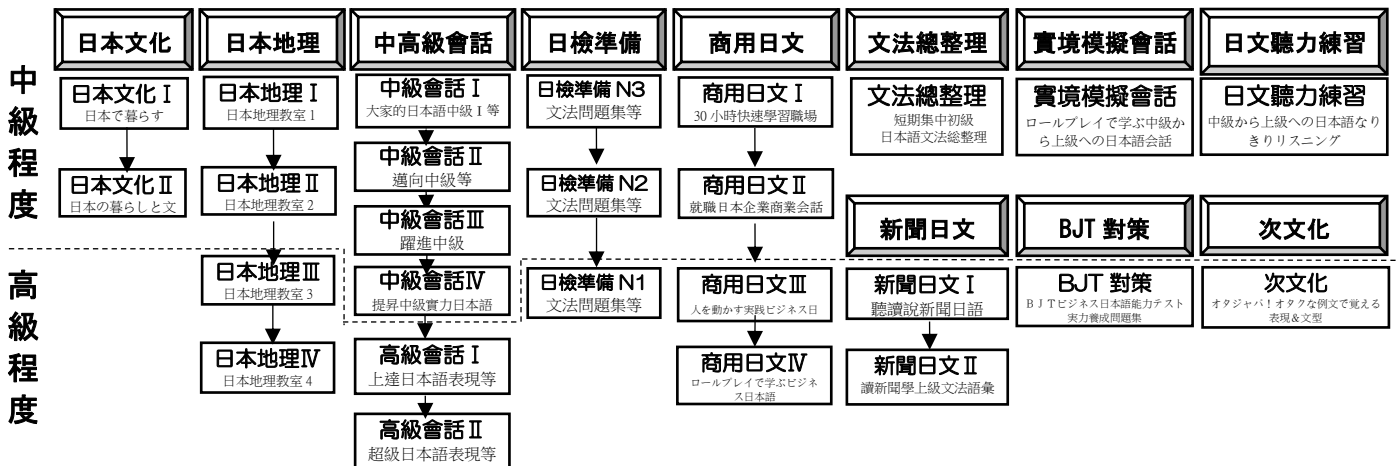 日本文化
日本地理
中高級會話
日檢準備
商用日文
文法總整理
實境模擬會話
日文聽力練習
中級程度
日本文化 I
日本で暮らす
日本文化 II
日本の暮らしと文
日本地理 I
日本地理教室 1
日本地理 II
日本地理教室 2
日本地理III
日本地理教室 3
日本地理IV
日本地理教室 4
中級會話 I
大家的日本語中級 I 等
中級會話 II
邁向中級等
中級會話III
躍進中級
中級會話IV
提昇中級實力日本語
高級會話 I
上達日本語表現等
高級會話 II
超級日本語表現等
日檢準備 N3
文法問題集等
日檢準備 N2
文法問題集等
日檢準備 N1
文法問題集等
商用日文 I
30 小時快速學習職場
商用日文 II
就職日本企業商業会話
商用日文III
人を動かす実践ビジネス日
商用日文IV
ロールプレイで学ぶビジネ
ス日本語
文法總整理
短期集中初級
日本語文法総整理
實境模擬會話
ロールプレイで学ぶ中級か
ら上級への日本語会話
日文聽力練習
中級から上級への日本語なり
きりリスニング
新聞日文
BJT 對策
次文化
高級程度
新聞日文 I
聽讀說新聞日語
新聞日文 II
讀新聞學上級文法語彙
BJT 對策
BJTビジネス日本語能力テスト
実力養成問題集
次文化
オタジャパ！オタクな例文で覚える
表現&文型